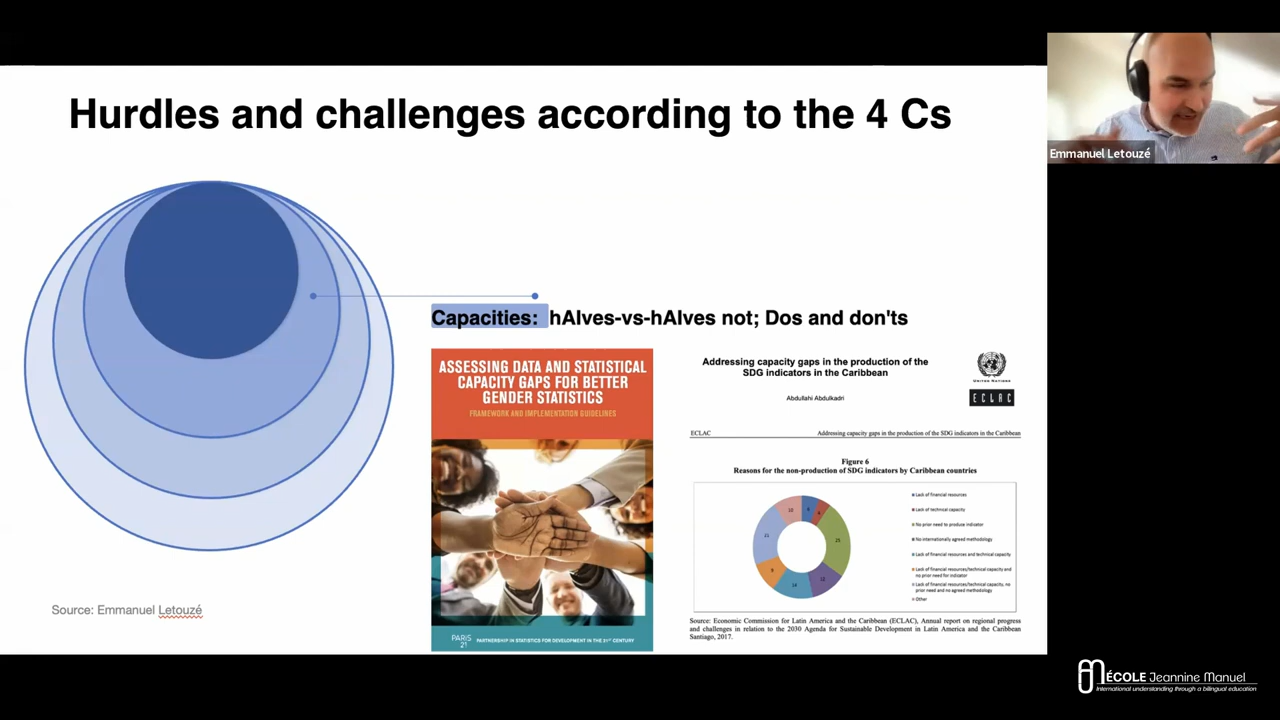 Hurdles and challenges according to the 4 Cs
Emmanuel Letouzé
Capacities: hAIves-vs-hAIves not; Dos and don'ts
ASSESSING DATA AND STATISTICAL
CAPACITY GAPS FOR BETTER
GENDER STATISTICS
FRAMEWORK AND IMPLEMENTATION GUIDELINES
PARIS
21
PARTNERSHIP IN STATISTICS FOR DEVELOPMENT IN THE 21ST CENTURY
Addressing capacity gaps in the production of the
SDG indicators in the Caribbean
Abdullahi Abdulkadri
UNITED NATIONS
ECLAC
ECLAC
Addressing capacity gaps in the production of the SDG indicators in the Caribbean
Figure 6
Reasons for the non-production of SDG indicators by Caribbean countries
10
6
21
25
9
12
14
Lack of financial resources
Lack of technical capacity
No prior need to produce indicator
No internationally agreed methodology
Lack of financial resources and technical capacity
Lack of financial resources/technical capacity and
no prior need for indicator
Lack of financial resources/technical capacity, no
prior need and no agreed methodology
Other
Source: Economic Commission for Latin America and the Caribbean (ECLAC), Annual report on regional progress
and challenges in relation to the 2030 Agenda for Sustainable Development in Latin America and the Caribbean
Santiago, 2017.
Source: Emmanuel Letouzé
ÉCOLE Jeannine Manuel
International understanding through a bilingual education